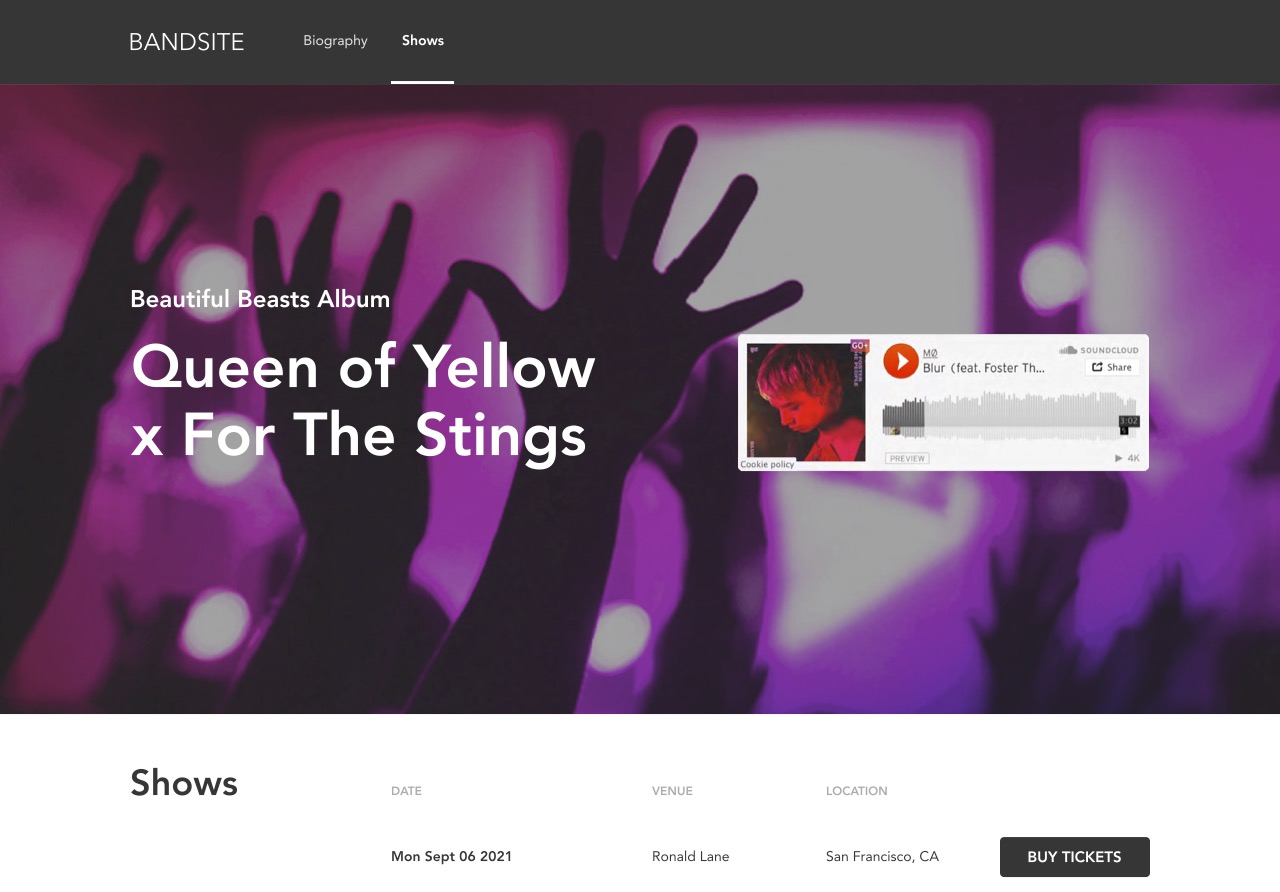 BANDSITE Biography Shows
Beautiful Beasts Album
Queen of Yellow
x For The Stings
GO+
MØ
SOUNDCLOUD
Blur (feat. Foster Th...
Share
3:02
Cookie policy
PREVIEW
4K
Shows
DATE VENUE LOCATION
Mon Sept 06 2021 Ronald Lane San Francisco, CA BUY TICKETS